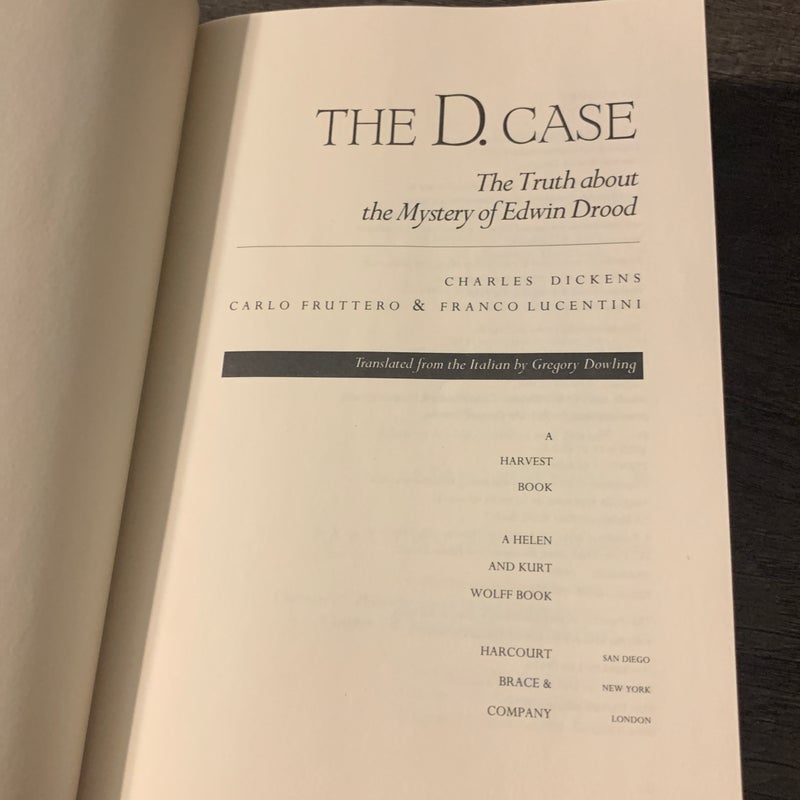 THE D. CASE
The Truth about
the Mystery of Edwin Drood
CHARLES DICKENS
CARLO FRUTTERO & FRANCO LUCENTINI
Translated from the Italian by Gregory Dowling
A
HARVEST
BOOK
A HELEN
AND KURT
WOLFF BOOK
HARCOURT
BRACE &
COMPANY
SAN DIEGO
NEW YORK
LONDON